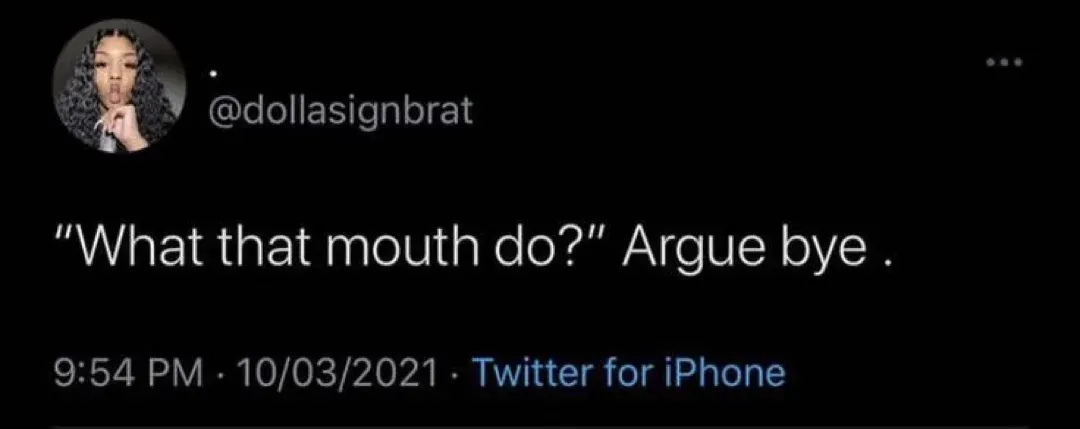 .
@dollasignbrat
“What that mouth do?” Argue bye .
9:54 PM · 10/03/2021 · Twitter for iPhone